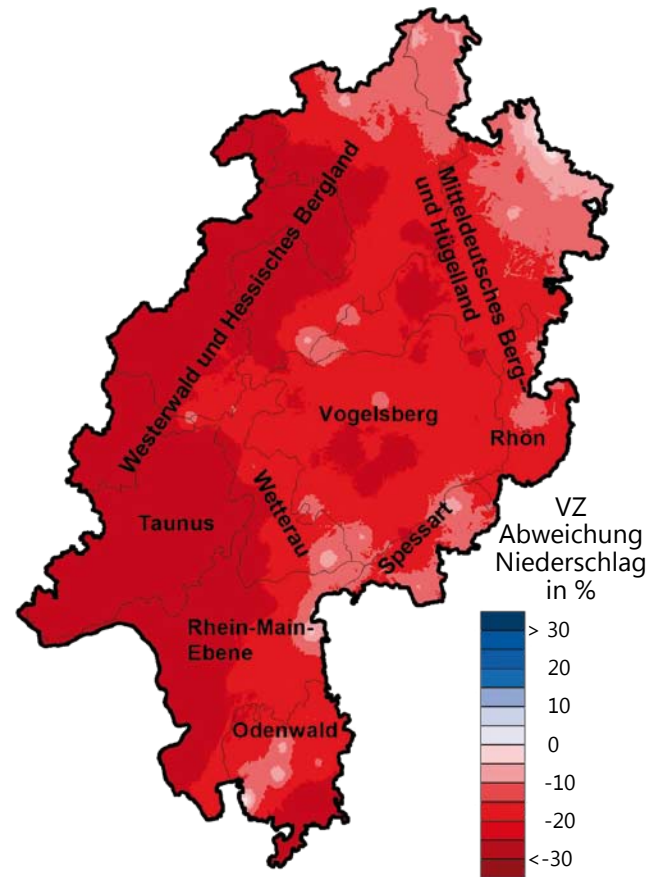 Westerwald und Hessisches Bergland
Mitteldeutsches Berg-
und Hügelland
Vogelsberg
Rhön
Wetterau
Spessart
Taunus
Rhein-Main-
Ebene
Odenwald
VZ
Abweichung
Niederschlag
in %
> 30
20
10
0
-10
-20
<-30